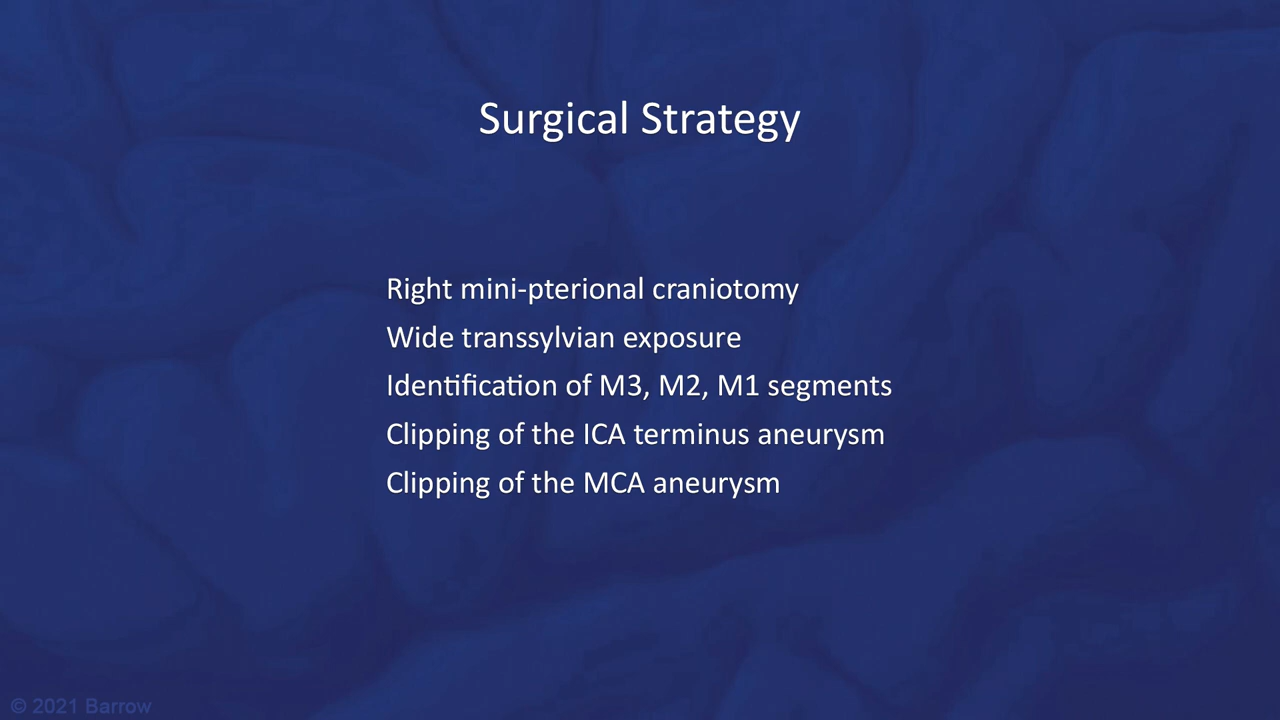 Surgical Strategy
Right mini-pterional craniotomy
Wide transsylvian exposure
Identification of M3, M2, M1 segments
Clipping of the ICA terminus aneurysm
Clipping of the MCA aneurysm
© 2021 Barrow